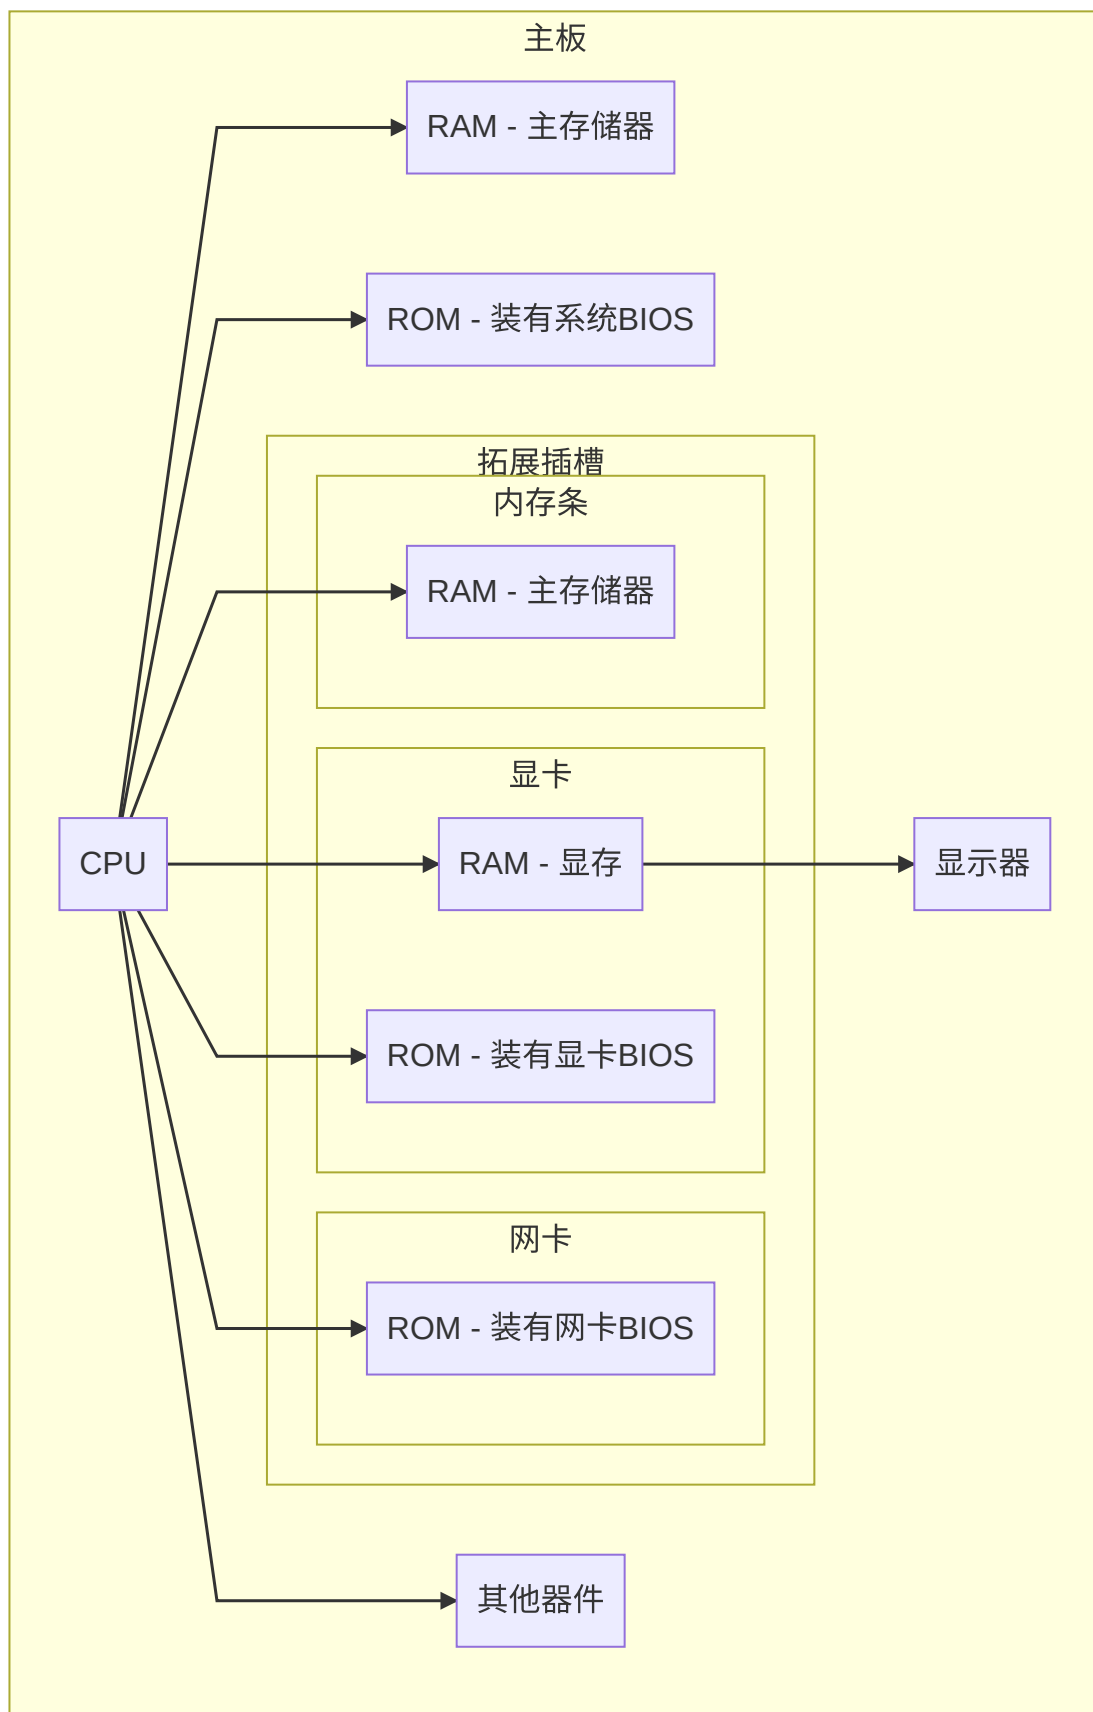 主板
RAM - 主存储器
ROM - 装有系统BIOS
拓展插槽
内存条
RAM - 主存储器
显卡
CPU
RAM - 显存
显示器
ROM - 装有显卡BIOS
网卡
ROM - 装有网卡BIOS
其他器件